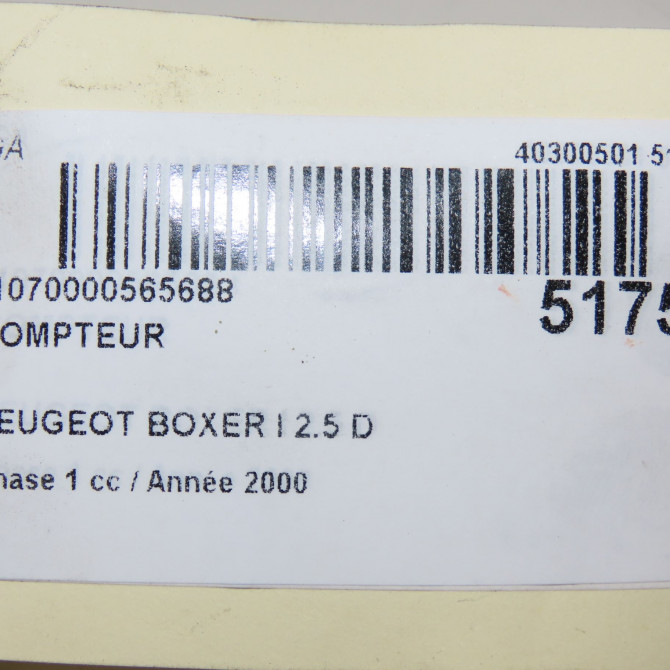 GA 40300501 51
1070000565688 5175
OMPTEUR
EUGEOT BOXER I 2.5 D
hase 1 cc / Année 2000